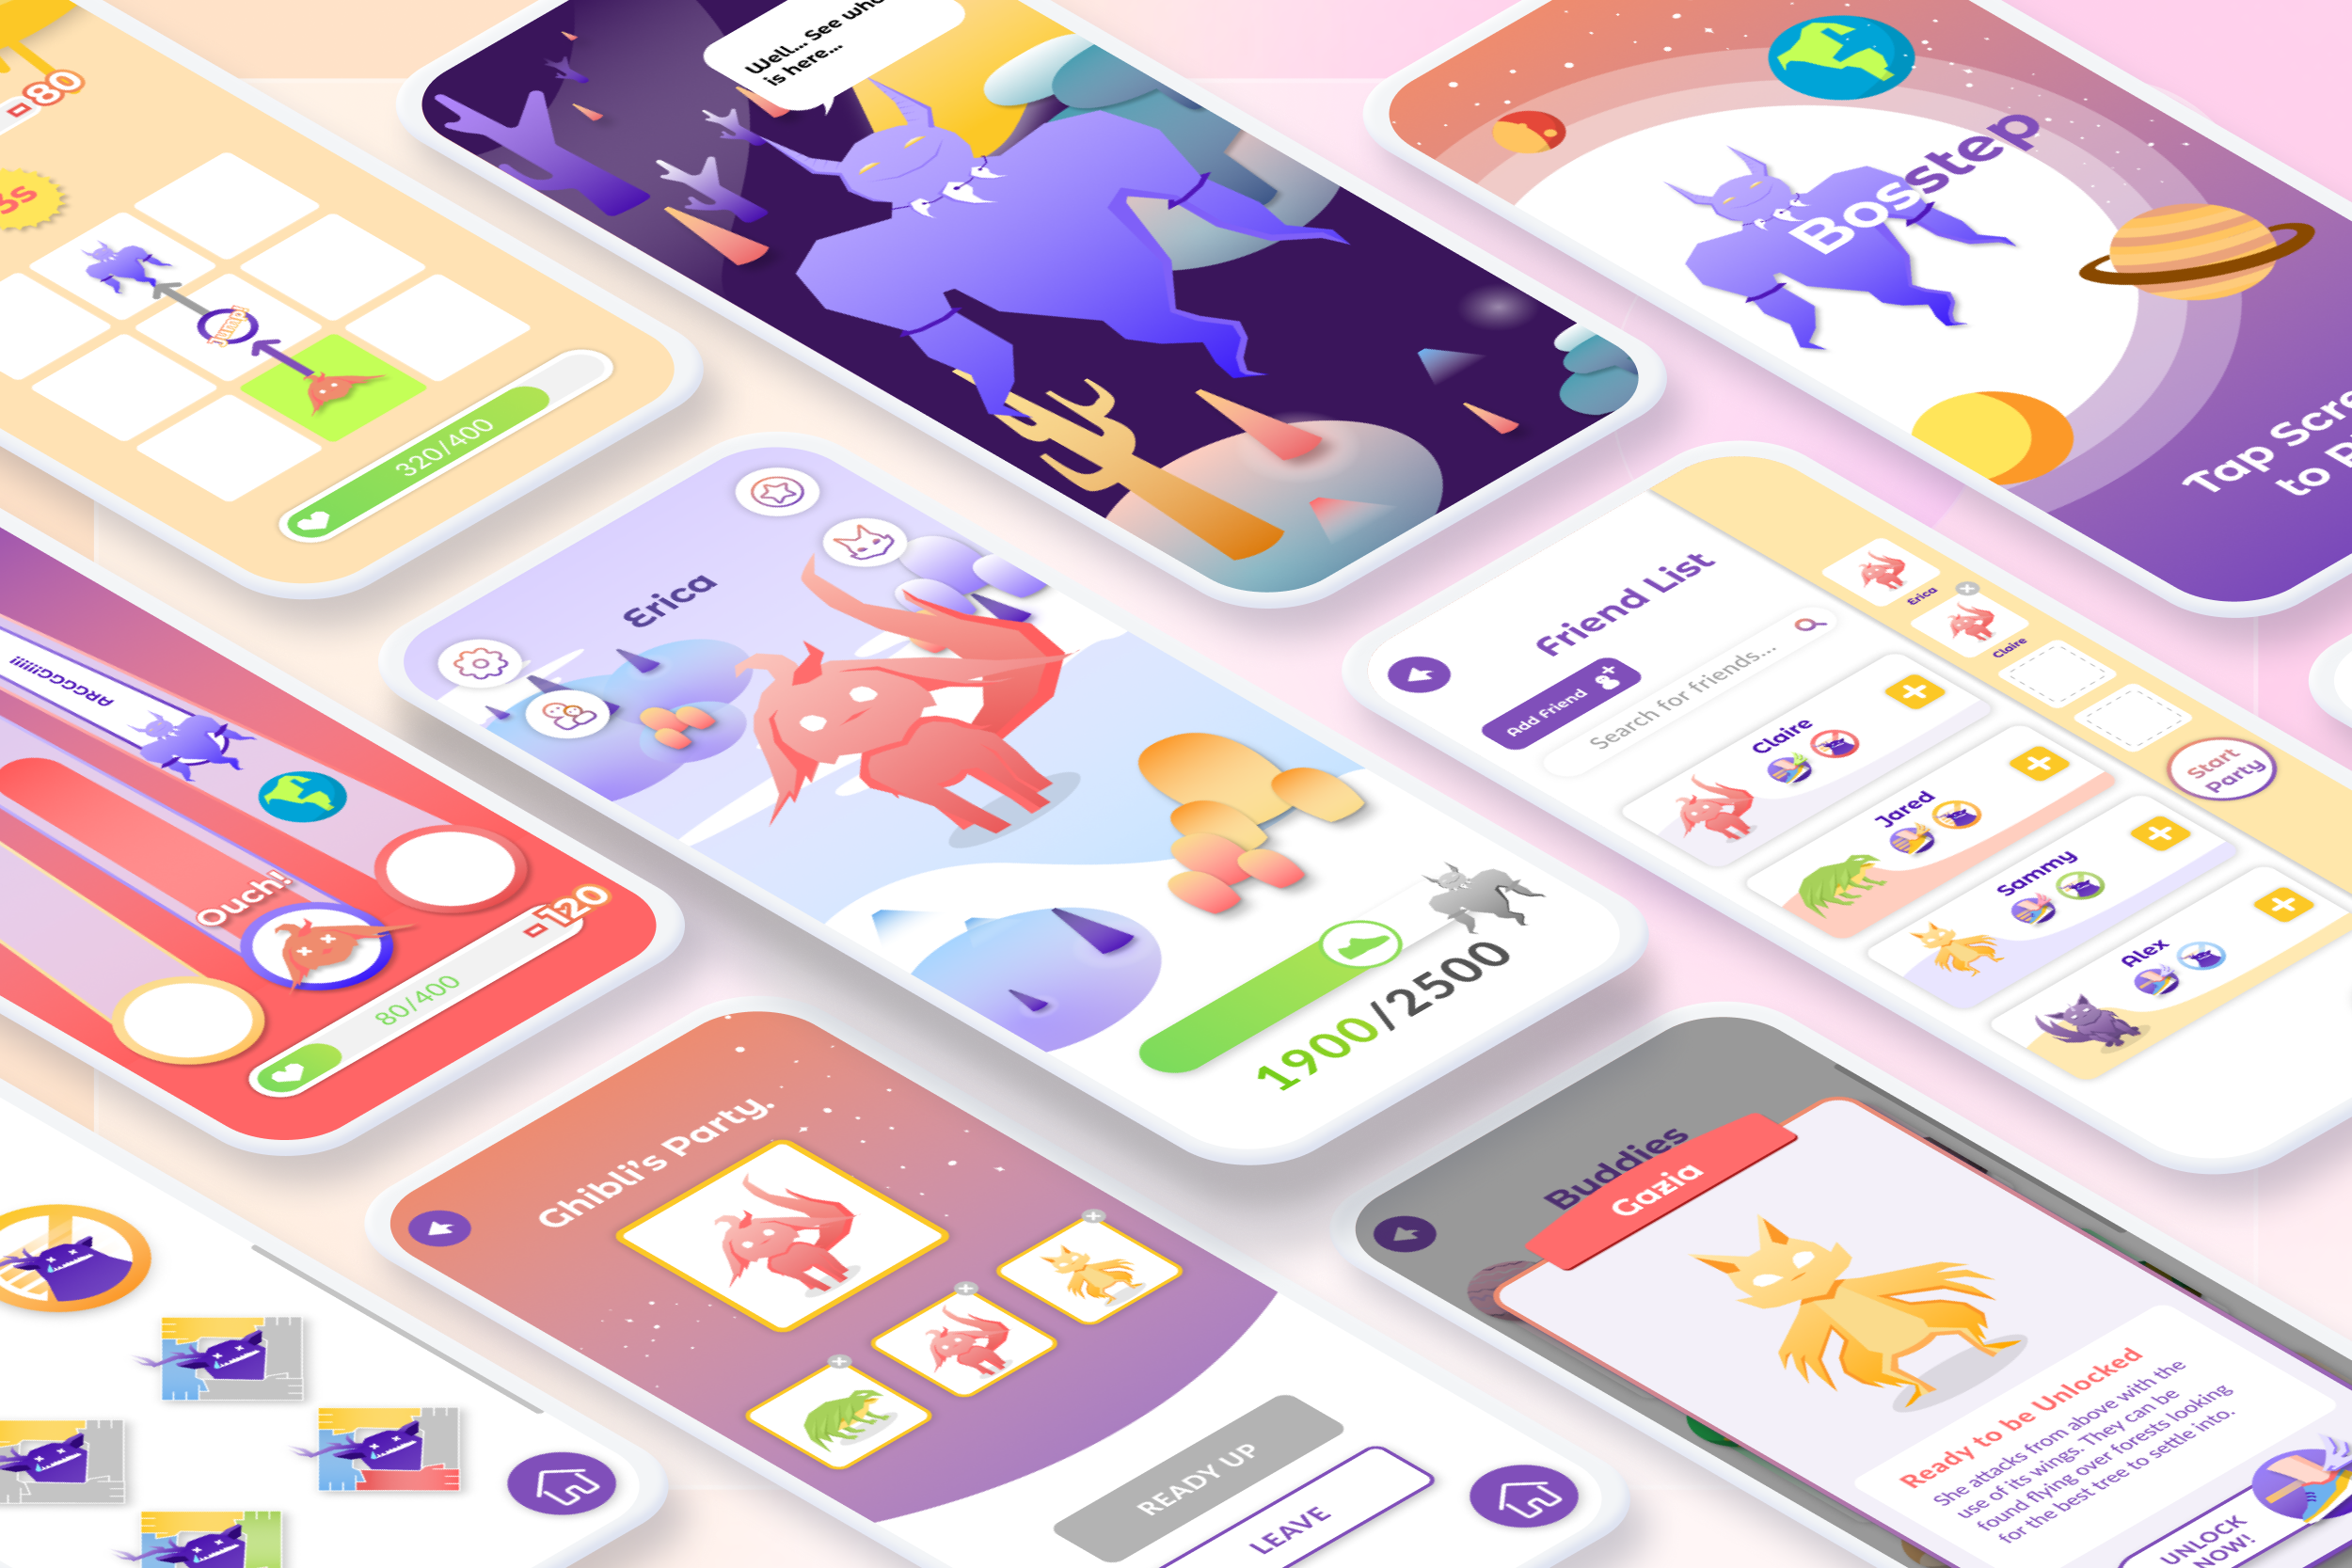 -80
3s
Jump!
320/400
Well... See who
is here...
Bosstep
Tap Scre
to P
ARGGGG!!!!!!
Ouch!
-120
80/400
Erica
1900/2500
Friend List
Add Friend
Search for friends...
Claire
Jared
Sammy
Alex
Erica
Claire
Start
Party
Ghibli's Party.
READY UP
LEAVE
Buddies
Gazia
Ready to be Unlocked
She attacks from above with the
use of its wings. They can be
found flying over forests looking
for the best tree to settle into.
UNLOCK
NOW!